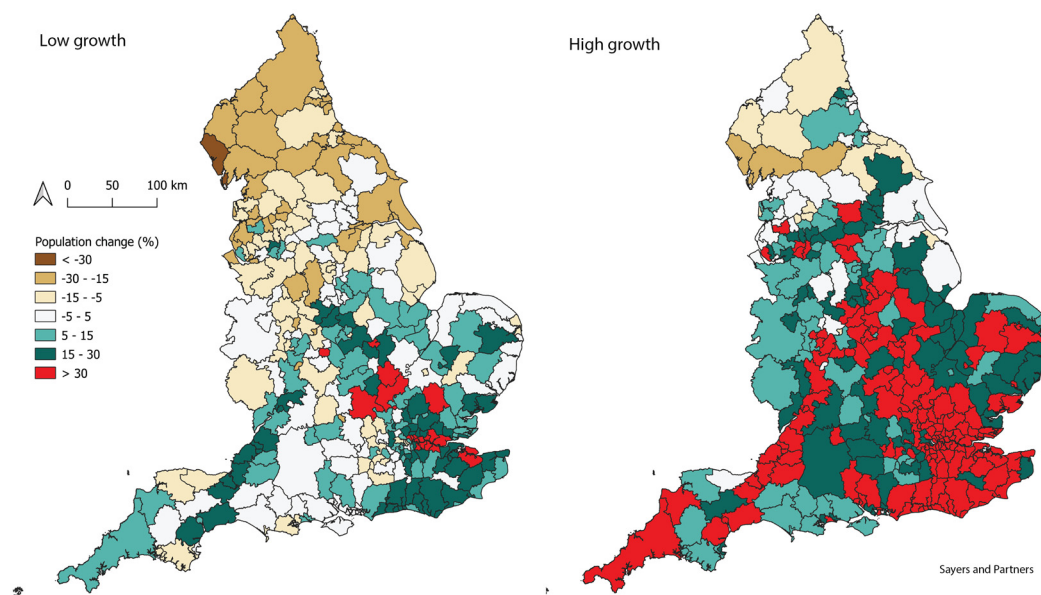 Low growth
High growth
0 50 100 km
Population change (%)
< -30
-30 - -15
-15 - -5
-5 - 5
5 - 15
15 - 30
> 30
Sayers and Partners